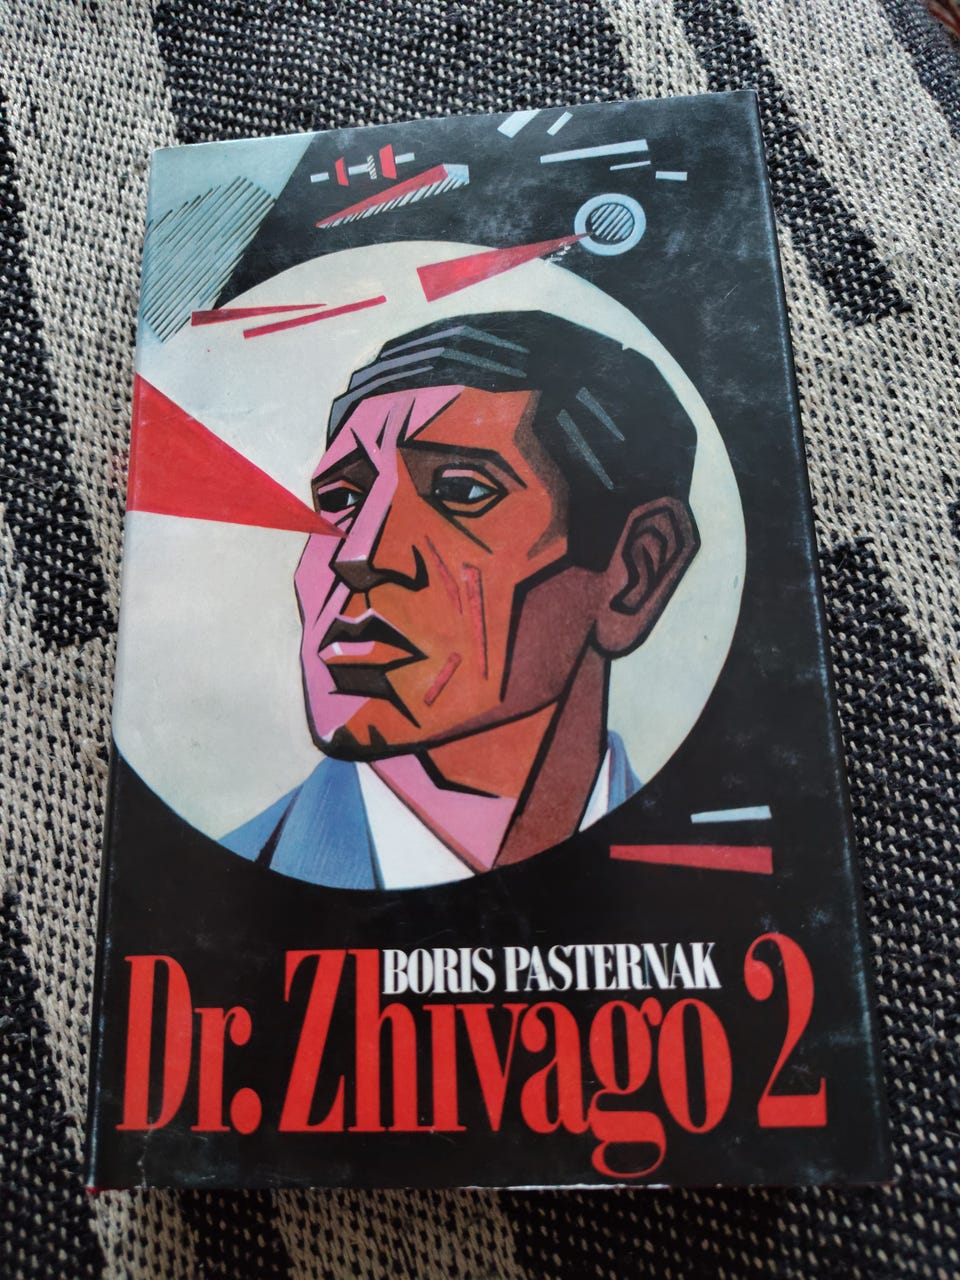 BORIS PASTERNAK
Dr. Zhivago 2